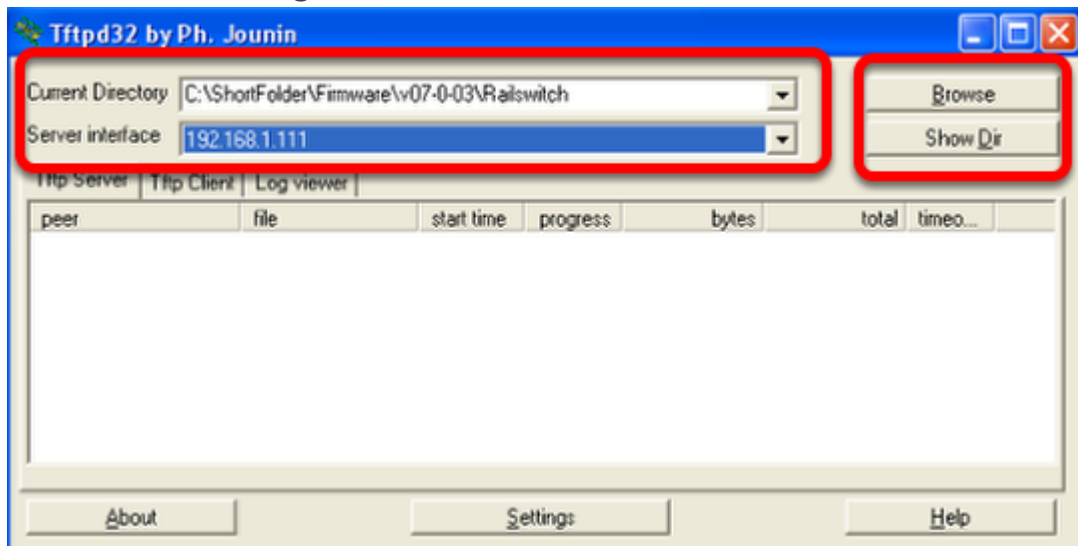 Tftpd32 by Ph. Jounin
Current Directory C:\ShortFolder\Firmware\v07-0-03\Railswitch Browse
Server interface 192.168.1.111 Show Dir
Tftp Server Tftp Client Log viewer
peer file start time progress bytes total timeo...
About Settings Help